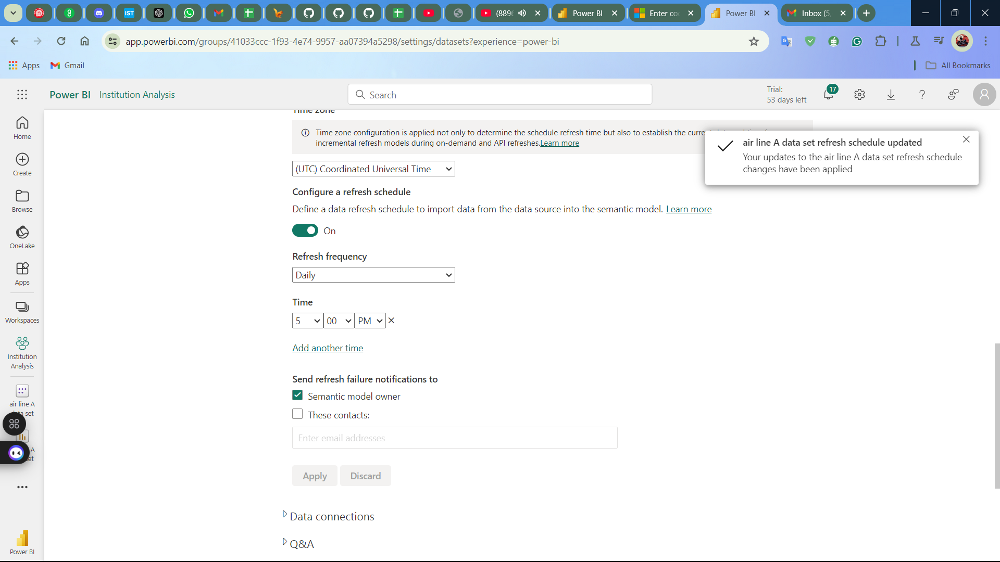 IST
(889
Power BI
Enter co
Power BI
Inbox (5,
app.powerbi.com/groups/41033ccc-1f93-4e74-9957-aa07394a5298/settings/datasets?experience=power-bi
Apps
Gmail
All Bookmarks
Power BI Institution Analysis
Search
Trial:
53 days left
17
Home
Create
Browse
OneLake
Apps
Workspaces
Institution
Analysis
air line A
set
A
et
Power BI
Time zone
Time zone configuration is applied not only to determine the schedule refresh time but also to establish the
incremental refresh models during on-demand and API refreshes.Learn more
air line A data set refresh schedule updated
Your updates to the air line A data set refresh schedule
changes have been applied
(UTC) Coordinated Universal Time
Configure a refresh schedule
Define a data refresh schedule to import data from the data source into the semantic model. Learn more
On
Refresh frequency
Daily
Time
5 00 PM
Add another time
Send refresh failure notifications to
Semantic model owner
These contacts:
Enter email addresses
Apply Discard
Data connections
Q&A